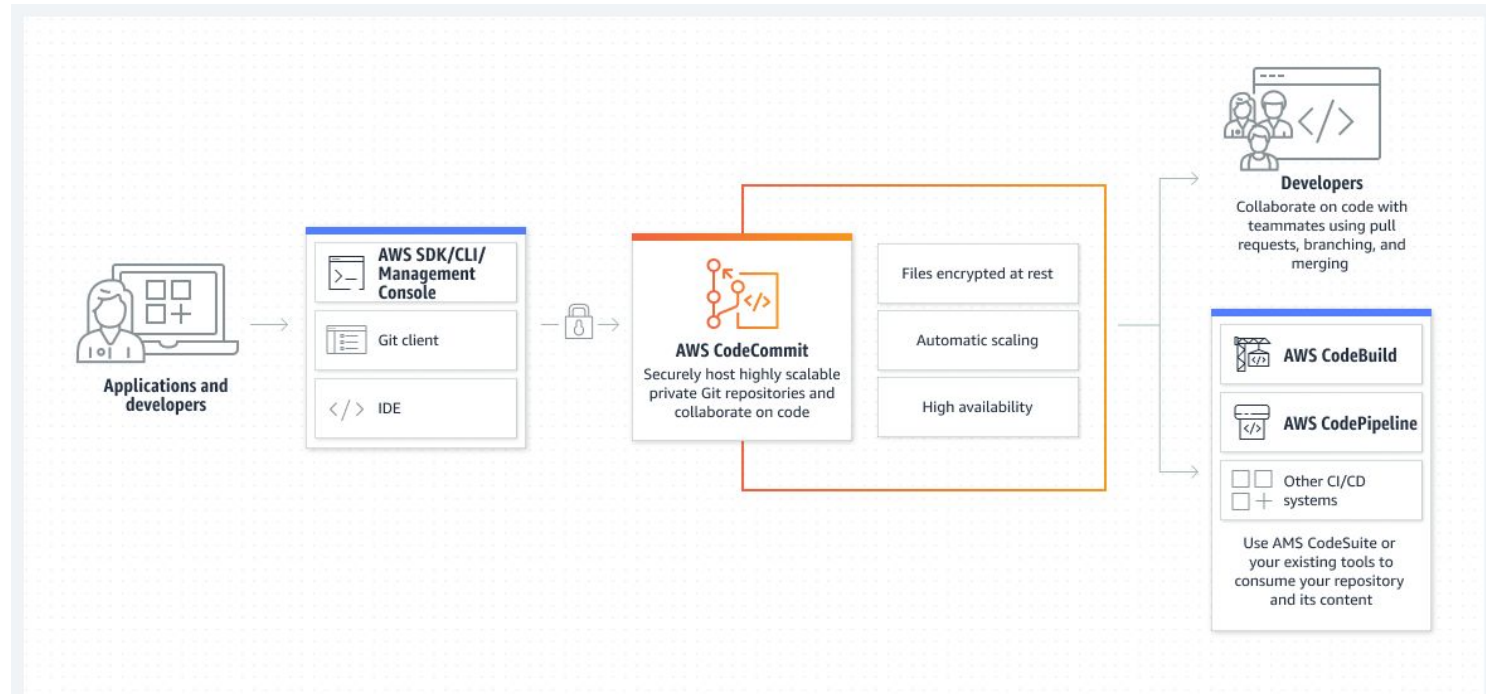 Applications and
developers
AWS SDK/CLI/
Management
Console
Git client
</> IDE
AWS CodeCommit
Securely host highly scalable
private Git repositories and
collaborate on code
Files encrypted at rest
Automatic scaling
High availability
Developers
Collaborate on code with
teammates using pull
requests, branching, and
merging
AWS CodeBuild
AWS CodePipeline
Other CI/CD
systems
Use AMS CodeSuite or
your existing tools to
consume your repository
and its content